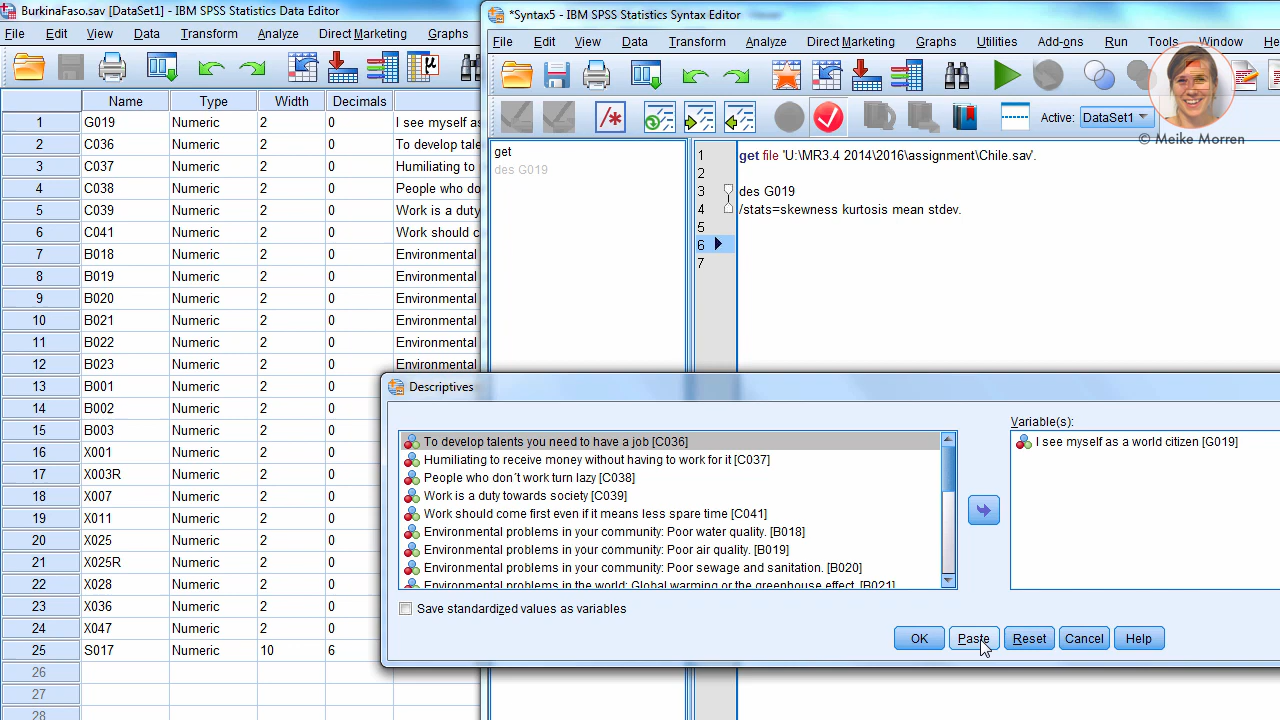 BurkinaFaso.sav [DataSet1] - IBM SPSS Statistics Data Editor
File Edit View Data Transform Analyze Direct Marketing Graphs
Name Type Width Decimals
1 G019 Numeric 2 0 I see myself as
2 C036 Numeric 2 0 To develop tale
3 C037 Numeric 2 0 Humiliating to
4 C038 Numeric 2 0 People who do
5 C039 Numeric 2 0 Work is a duty
6 C041 Numeric 2 0 Work should c
7 B018 Numeric 2 0 Environmental
8 B019 Numeric 2 0 Environmental
9 B020 Numeric 2 0 Environmental
10 B021 Numeric 2 0 Environmental
11 B022 Numeric 2 0 Environmental
12 B023 Numeric 2 0 Environmental
13 B001 Numeric 2 0
14 B002 Numeric 2 0
15 B003 Numeric 2 0
16 X001 Numeric 2 0
17 X003R Numeric 2 0
18 X007 Numeric 2 0
19 X011 Numeric 2 0
20 X025 Numeric 2 0
21 X025R Numeric 2 0
22 X028 Numeric 2 0
23 X036 Numeric 2 0
24 X047 Numeric 2 0
25 S017 Numeric 10 6
26
27
28
*Syntax5 - IBM SPSS Statistics Syntax Editor
File Edit View Data Transform Analyze Direct Marketing Graphs Utilities Add-ons Run Tools Window He
Active: DataSet1
© Meike Morren
get
des G019
1 get file 'U:\MR3.4 2014\2016\assignment\Chile.sav'.
2
3 des G019
4 /stats=skewness kurtosis mean stdev.
5
6
7
Descriptives
To develop talents you need to have a job [C036]
Humiliating to receive money without having to work for it [C037]
People who don´t work turn lazy [C038]
Work is a duty towards society [C039]
Work should come first even if it means less spare time [C041]
Environmental problems in your community: Poor water quality. [B018]
Environmental problems in your community: Poor air quality. [B019]
Environmental problems in your community: Poor sewage and sanitation. [B020]
Environmental problems in the world: Global warming or the greenhouse effect. [B021]
Variable(s):
I see myself as a world citizen [G019]
Save standardized values as variables
OK Paste Reset Cancel Help